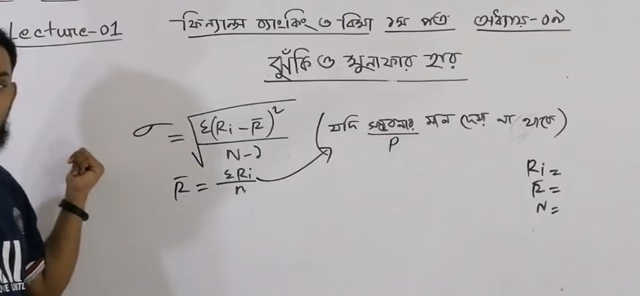 Lecture-01 ফিন্যান্স ব্যাংকিং ও বিমা ১ম পত্র অধ্যায়-০৯
ঝুঁকি ও মুনাফার হার
σ = √(Σ(Ri - R̄)² / N-1) (যদি সম্ভাবনার মান দেয়া না থাকে)
P
R̄ = ΣRi / n
Ri =
R̄ =
N =